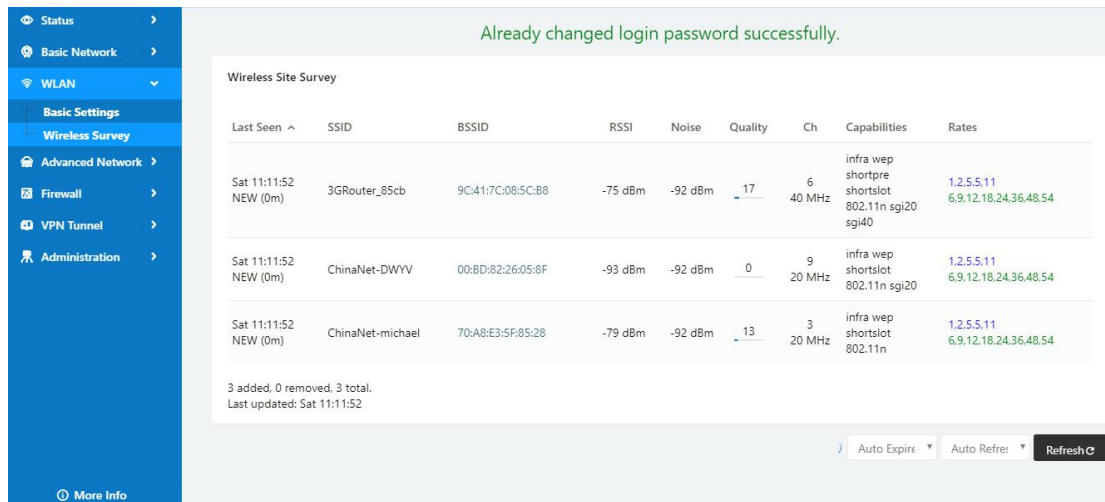 Status
Basic Network
WLAN
Basic Settings
Wireless Survey
Advanced Network
Firewall
VPN Tunnel
Administration
More Info
Already changed login password successfully.
Wireless Site Survey
Last Seen SSID BSSID RSSI Noise Quality Ch Capabilities Rates
Sat 11:11:52
NEW (0m)
3GRouter_85cb
9C:41:7C:08:5C:B8
-75 dBm
-92 dBm
17
6
40 MHz
infra wep
shortpre
shortslot
802.11n sgi20
sgi40
1,2,5.5,11
6,9,12,18,24,36,48,54
Sat 11:11:52
NEW (0m)
ChinaNet-DWYV
00:BD:82:26:05:8F
-93 dBm
-92 dBm
0
9
20 MHz
infra wep
shortslot
802.11n sgi20
1,2,5.5,11
6,9,12,18,24,36,48,54
Sat 11:11:52
NEW (0m)
ChinaNet-michael
70:A8:E3:5F:85:28
-79 dBm
-92 dBm
13
3
20 MHz
infra wep
shortslot
802.11n
1,2,5.5,11
6,9,12,18,24,36,48,54
3 added, 0 removed, 3 total.
Last updated: Sat 11:11:52
Auto Expire
Auto Refre
Refresh